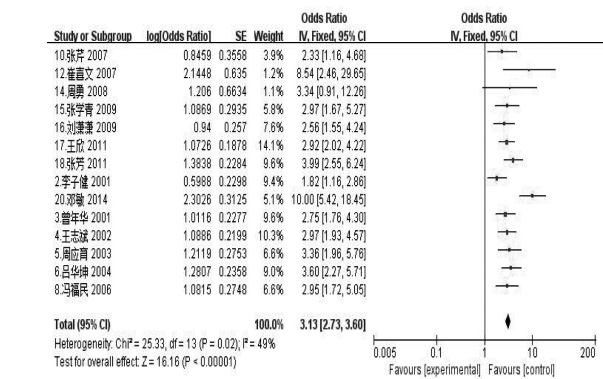 Odds Ratio Odds Ratio
Study or Subgroup log[Odds Ratio] SE Weight IV, Fixed, 95% CI IV, Fixed, 95% CI
10.张芹 2007 0.8459 0.3558 3.9% 2.33 [1.16, 4.68]
12.崔喜文 2007 2.1448 0.635 1.2% 8.54 [2.46, 29.65]
14.周勇 2008 1.206 0.6634 1.1% 3.34 [0.91, 12.26]
15.张学青 2009 1.0869 0.2935 5.8% 2.97 [1.67, 5.27]
16.刘潇潇 2009 0.94 0.257 7.6% 2.56 [1.55, 4.24]
17.王欣 2011 1.0726 0.1878 14.1% 2.92 [2.02, 4.22]
18.张芳 2011 1.3838 0.2284 9.6% 3.99 [2.55, 6.24]
2.李子健 2001 0.5988 0.2298 9.5% 1.82 [1.16, 2.86]
20.邓敏 2014 2.3026 0.3125 5.1% 10.00 [5.42, 18.45]
3.曾年华 2001 1.0116 0.2277 9.6% 2.75 [1.76, 4.30]
4.王志斌 2002 1.0886 0.2199 10.3% 2.97 [1.93, 4.57]
5.周应育 2003 1.2119 0.2753 6.6% 3.36 [1.96, 5.76]
6.吕华坤 2004 1.2807 0.2358 9.0% 3.60 [2.27, 5.71]
8.冯福民 2006 1.0815 0.2748 6.6% 2.95 [1.72, 5.05]
Total (95% CI) 100.0% 3.13 [2.73, 3.60]
Heterogeneity: Chi² = 25.33, df = 13 (P = 0.02); I² = 49%
Test for overall effect: Z = 16.16 (P < 0.00001)
0.005 0.1 1 10 200
Favours [experimental] Favours [control]